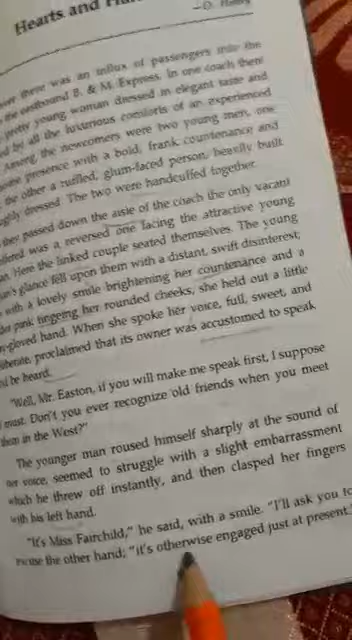 Hearts and
—O. Henry
there was an influx of passengers into the
eastbound B. & M. Express. In one coach there
pretty young woman dressed in elegant taste and
by all the luxurious comforts of an experienced
Among the newcomers were two young men, one
presence with a bold, frank countenance and
the other a ruffled, glum-faced person, heavily built
dressed. The two were handcuffed together.
they passed down the aisle of the coach the only vacant
offered was a reversed one facing the attractive young
Here the linked couple seated themselves. The young
glance fell upon them with a distant, swift disinterest;
with a lovely smile brightening her countenance and a
pink tingeing her rounded cheeks, she held out a little
gloved hand. When she spoke her voice, full, sweet, and
proclaimed that its owner was accustomed to speak
be heard.
"Well, Mr. Easton, if you will make me speak first, I suppose
must. Don't you ever recognize old friends when you meet
them in the West?"
The younger man roused himself sharply at the sound of
her voice, seemed to struggle with a slight embarrassment
which he threw off instantly, and then clasped her fingers
with his left hand.
"It's Miss Fairchild," he said, with a smile. "I'll ask you to
excuse the other hand; "it's otherwise engaged just at present."